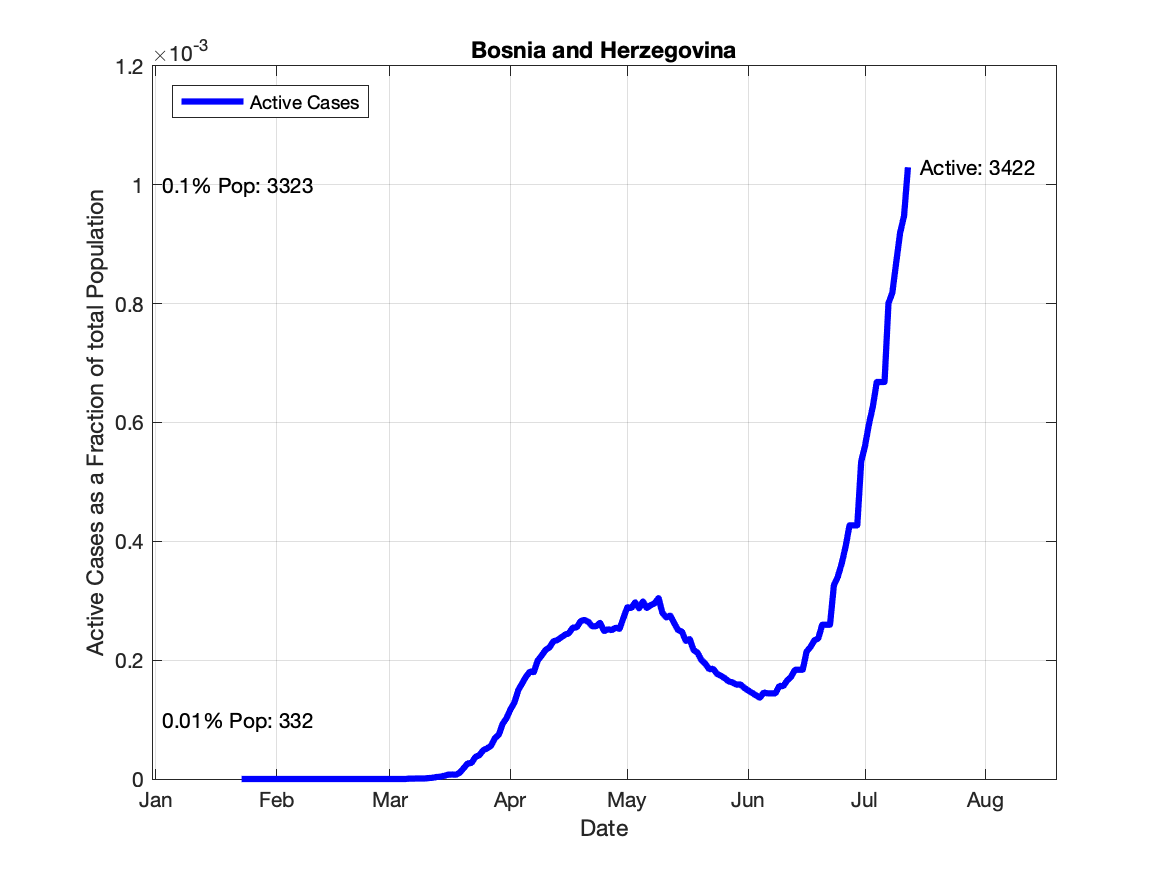 Bosnia and Herzegovina
×10-3
1.2
1
0.8
0.6
0.4
0.2
0
Active Cases
0.1% Pop: 3323
Active: 3422
0.01% Pop: 332
Active Cases as a Fraction of total Population
Jan Feb Mar Apr May Jun Jul Aug
Date